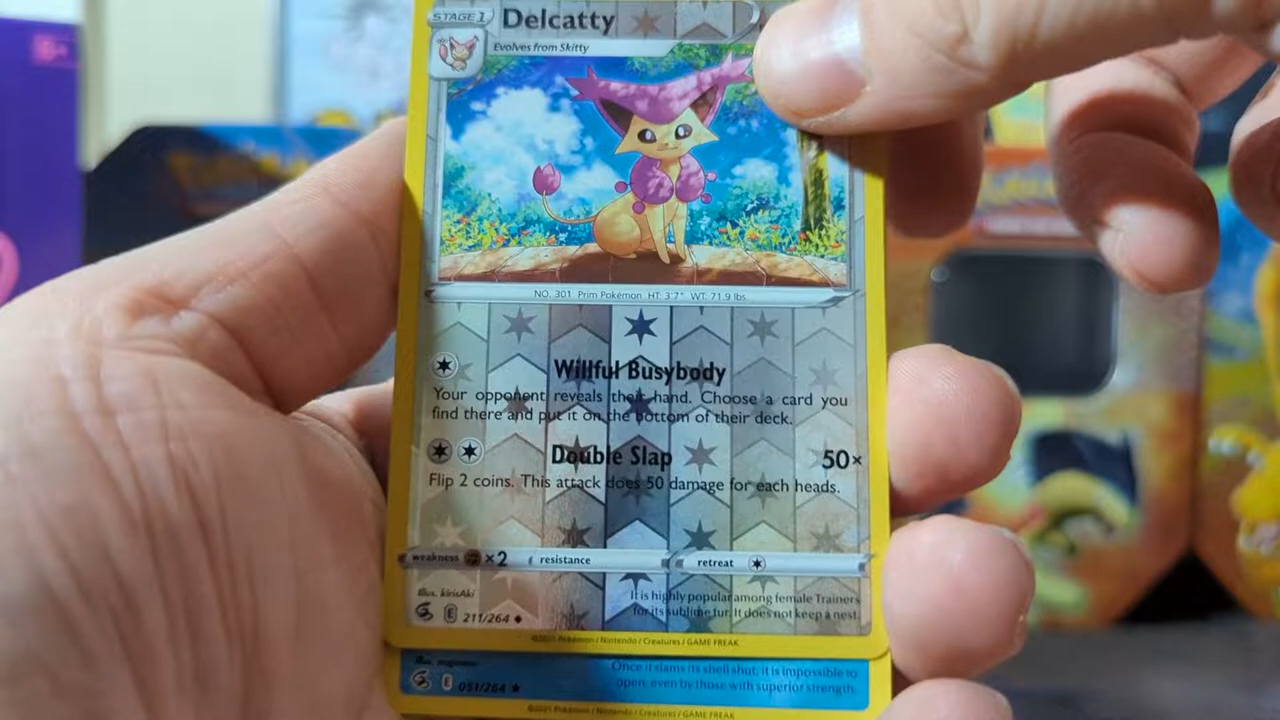 STAGE 1 Delcatty
Evolves from Skitty
NO. 301 Prim Pokémon HT: 3'7" WT: 71.9 lbs.
Willful Busybody
Your opponent reveals their hand. Choose a card you
find there and put it on the bottom of their deck.
Double Slap 50×
Flip 2 coins. This attack does 50 damage for each heads.
weakness ×2 resistance retreat
Illus. kirisAki
It is highly popular among female Trainers
for its sublime fur. It does not keep a nest.
E 211/264
©2021 Pokémon / Nintendo / Creatures / GAME FREAK
Once it slams its shell shut, it is impossible to
open, even by those with superior strength.
E 051/264
©2021 Pokémon / Nintendo / Creatures / GAME FREAK